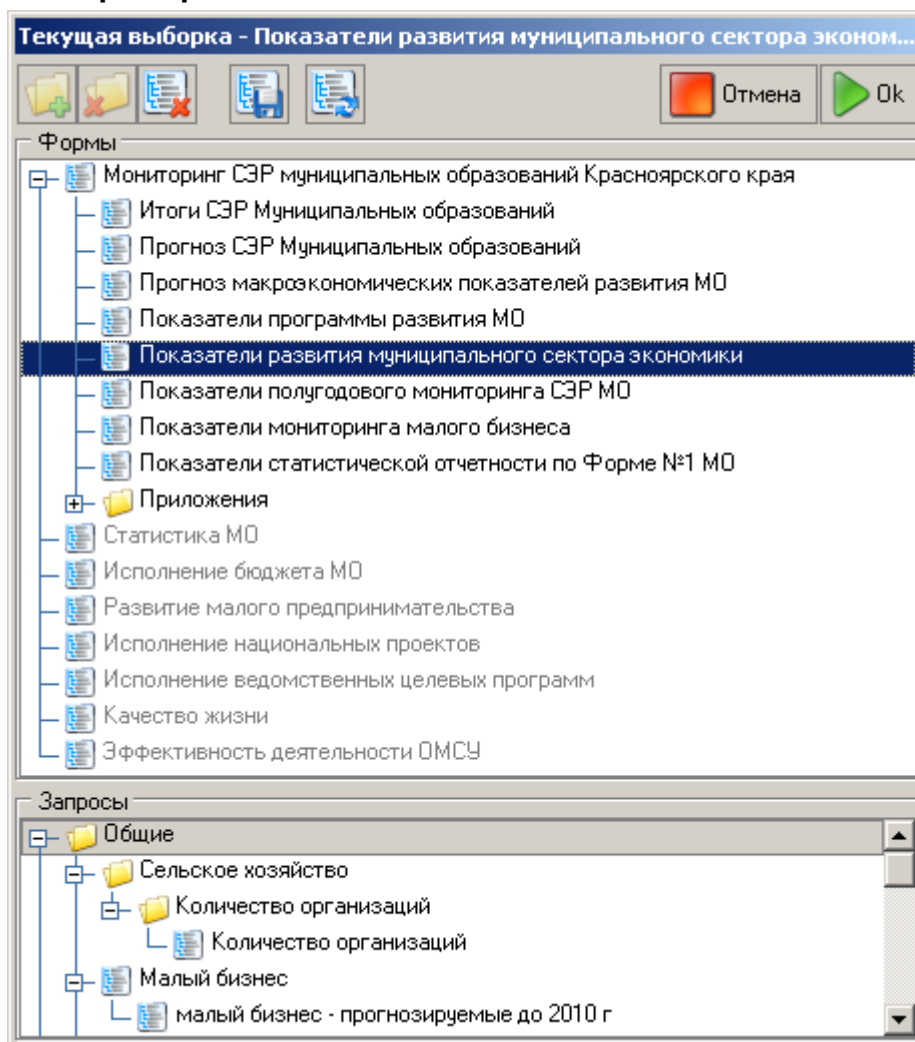 Текущая выборка - Показатели развития муниципального сектора эконом...
Отмена
Ok
Формы
Мониторинг СЭР муниципальных образований Красноярского края
Итоги СЭР Муниципальных образований
Прогноз СЭР Муниципальных образований
Прогноз макроэкономических показателей развития МО
Показатели программы развития МО
Показатели развития муниципального сектора экономики
Показатели полугодового мониторинга СЭР МО
Показатели мониторинга малого бизнеса
Показатели статистической отчетности по Форме №1 МО
Приложения
Статистика МО
Исполнение бюджета МО
Развитие малого предпринимательства
Исполнение национальных проектов
Исполнение ведомственных целевых программ
Качество жизни
Эффективность деятельности ОМСУ
Запросы
Общие
Сельское хозяйство
Количество организаций
Количество организаций
Малый бизнес
малый бизнес - прогнозируемые до 2010 г